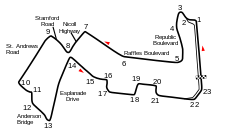 Stamford
Road
Nicoll
Highway
7
3
2
1
4
9
8
Republic
Boulevard
St. Andrews
Road
6
Raffles Boulevard
5
14
10
15
16
11
Esplanade
Drive
17
18
19
20
21
22
23
12
Anderson
Bridge
13